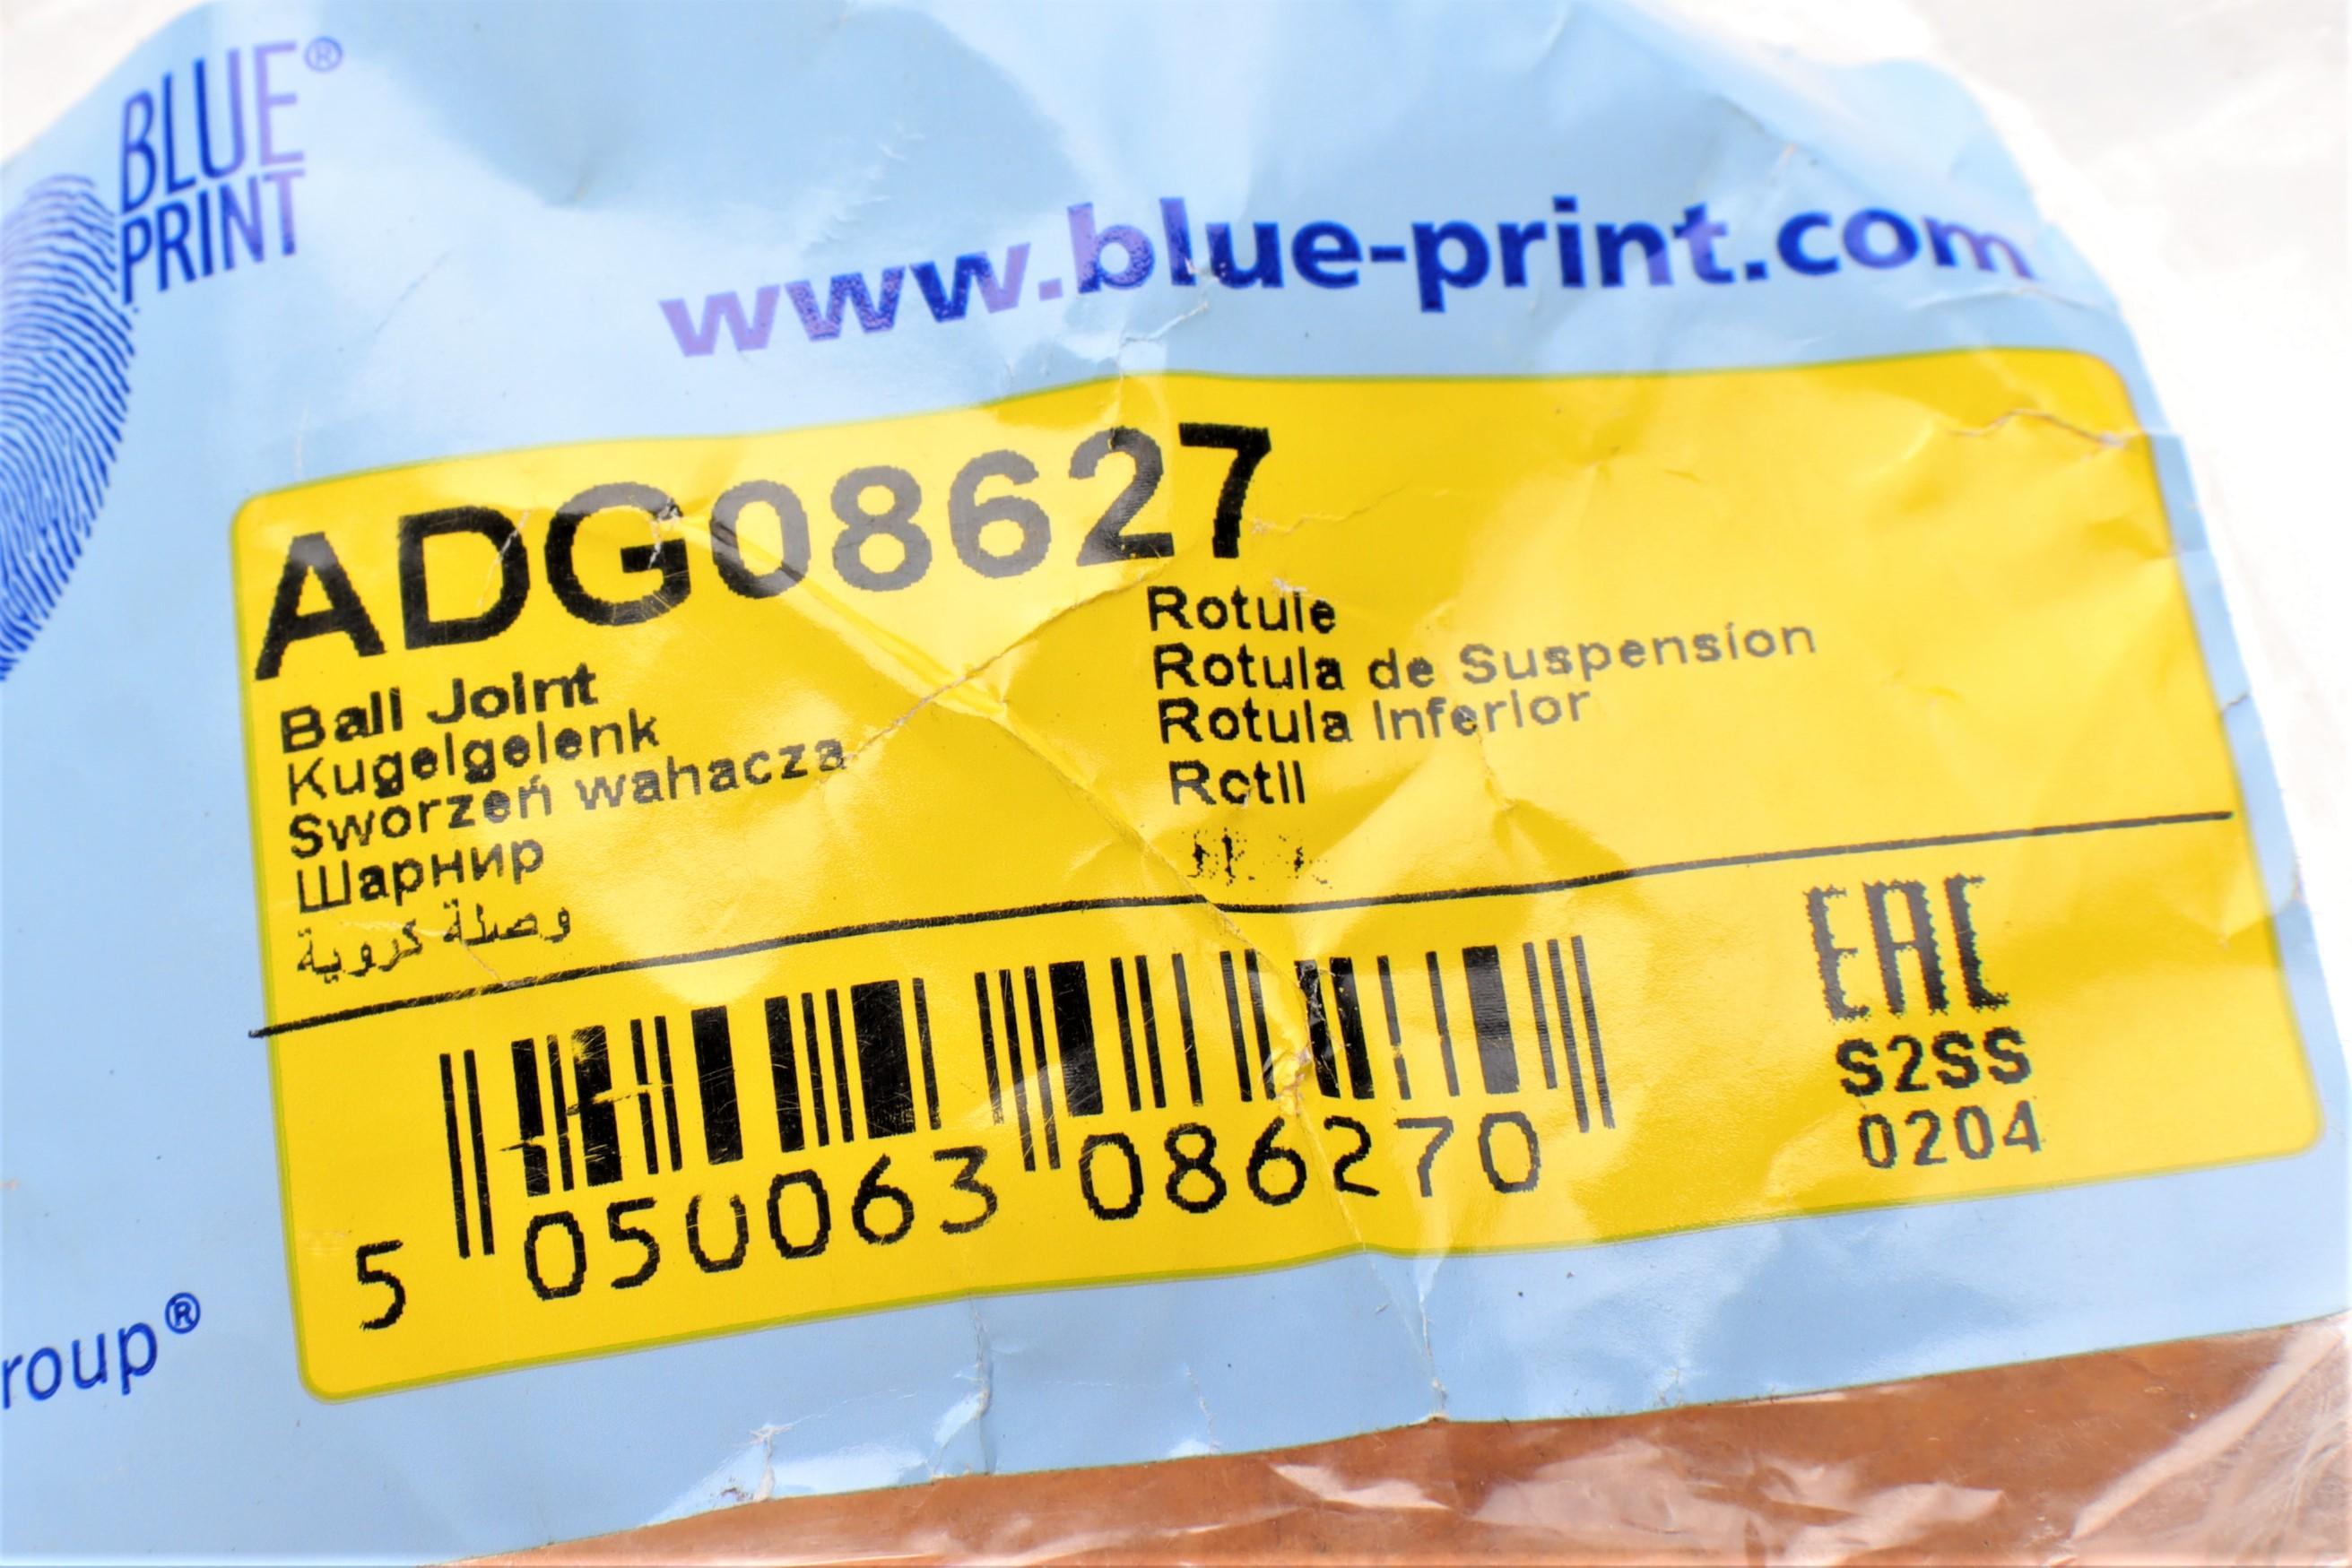 BLUE®
PRINT
www.blue-print.com
ADG08627
Ball Joint
Kugelgelenk
Sworzeń wahacza
Шарнир
وصلة كروية
Rotule
Rotula de Suspension
Rotula Inferior
Rotil
EAC
S2SS
0204
5 050063 086270
roup®